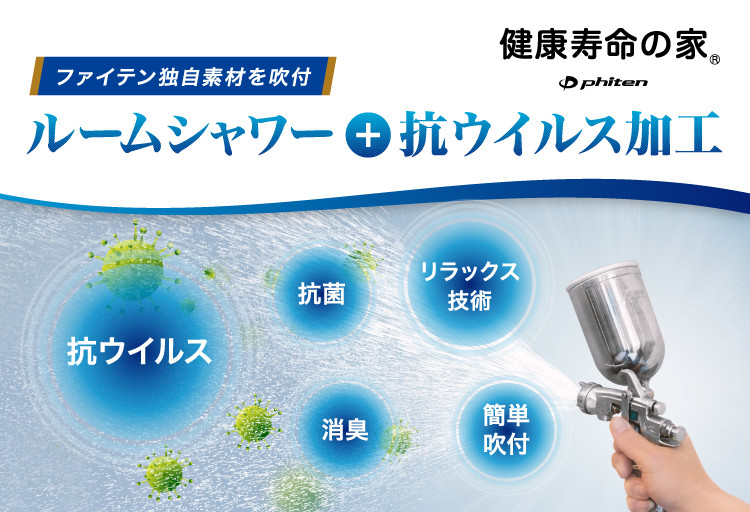 健康寿命の家®
phiten
ファイテン独自素材を吹付
ルームシャワー+抗ウイルス加工
抗ウイルス
抗菌
リラックス
技術
消臭
簡単
吹付